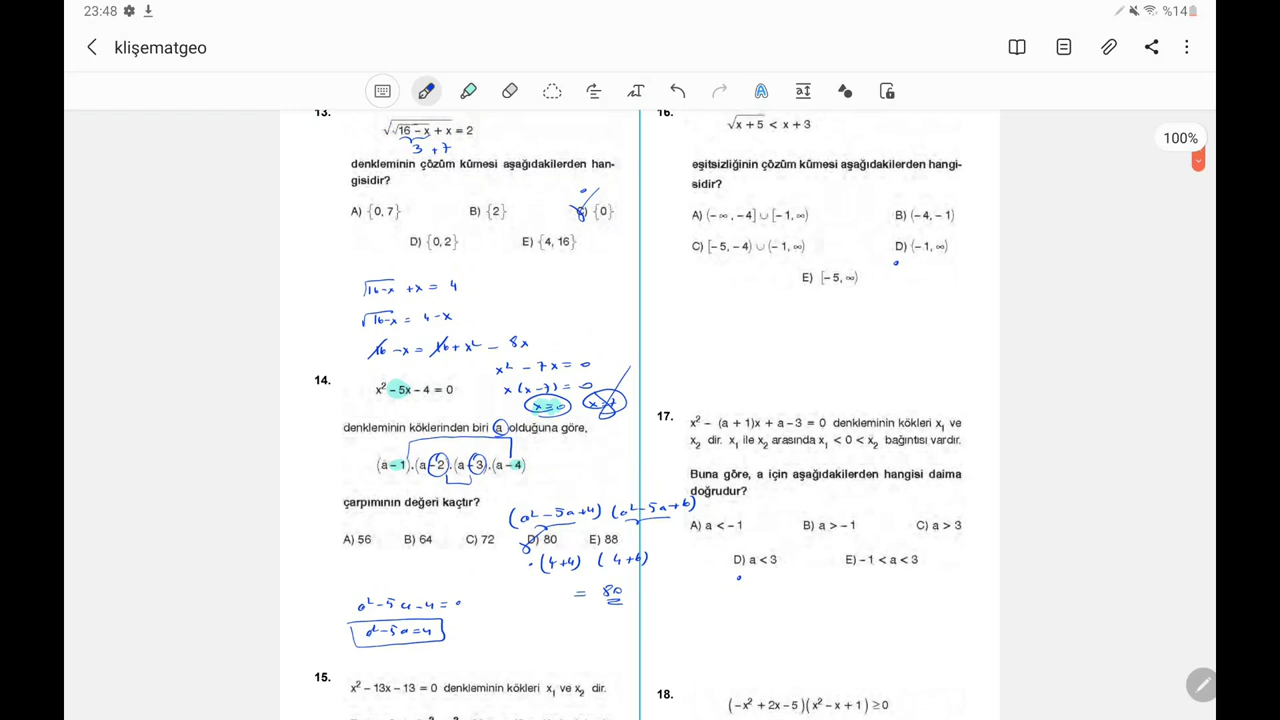 23:48
%14
klişematgeo
100%
13.
√(√(16 − x) + x) = 2
3 + 7
denkleminin çözüm kümesi aşağıdakilerden han-
gisidir?
A) {0, 7} B) {2} C) {0}
D) {0, 2} E) {4, 16}
√(16-x) + x = 4
√(16-x) = 4-x
16 - x = 16 + x² - 8x
x² - 7x = 0
x(x-7) = 0
x=0 x=7
14.
x² − 5x − 4 = 0
denkleminin köklerinden biri a olduğuna göre,
(a − 1).(a − 2).(a − 3).(a − 4)
çarpımının değeri kaçtır?
(a²-5a+4) (a²-5a+6)
A) 56 B) 64 C) 72 D) 80 E) 88
(4+4) (4+6)
= 80
a²-5a-4=0
a²-5a=4
15.
x² − 13x − 13 = 0 denkleminin kökleri x₁ ve x₂ dir.
16.
√(x + 5) < x + 3
eşitsizliğinin çözüm kümesi aşağıdakilerden hangi-
sidir?
A) (− ∞ , −4] ∪ [−1, ∞) B) (−4, −1)
C) [−5, −4) ∪ (−1, ∞) D) (−1, ∞)
E) [−5, ∞)
17.
x² − (a + 1)x + a − 3 = 0 denkleminin kökleri x₁ ve
x₂ dir. x₁ ile x₂ arasında x₁ < 0 < x₂ bağıntısı vardır.
Buna göre, a için aşağıdakilerden hangisi daima
doğrudur?
A) a < −1 B) a > −1 C) a > 3
D) a < 3 E) −1 < a < 3
18.
(−x² + 2x − 5)(x² − x + 1) ≥ 0